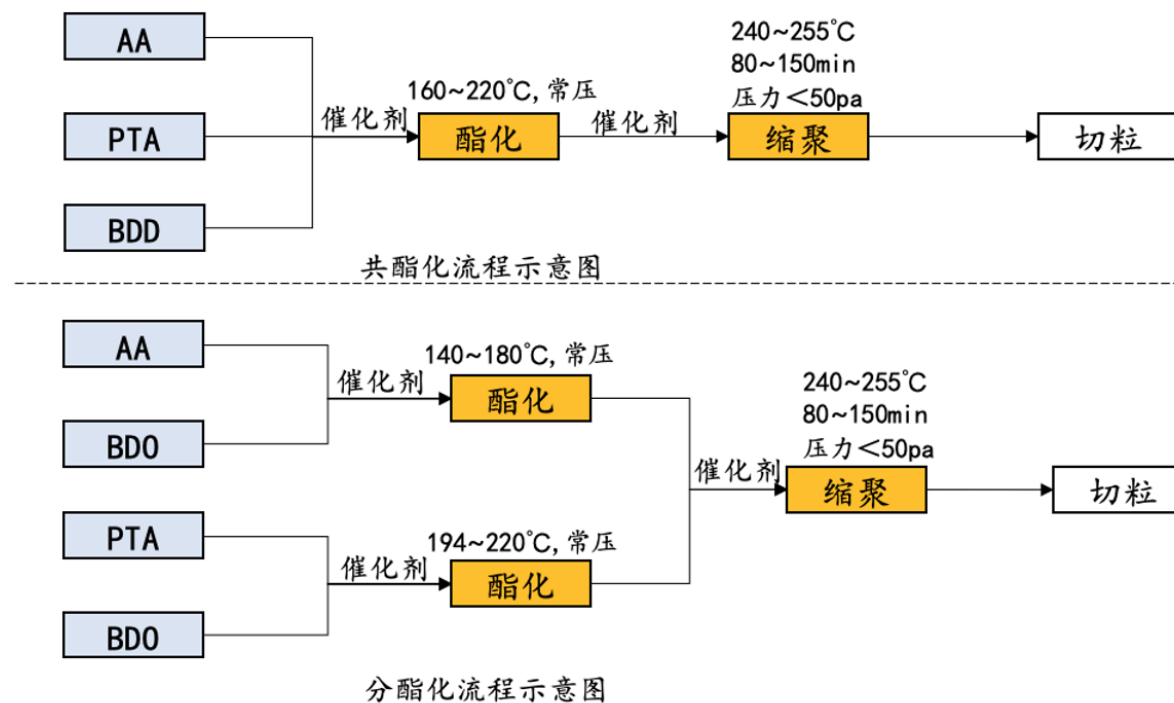 AA
PTA
BDD
催化剂
160~220℃,常压
酯化
催化剂
240~255℃
80~150min
压力<50pa
缩聚
切粒
共酯化流程示意图
AA
BDO
催化剂
140~180℃,常压
酯化
PTA
BDO
催化剂
194~220℃,常压
酯化
催化剂
240~255℃
80~150min
压力<50pa
缩聚
切粒
分酯化流程示意图